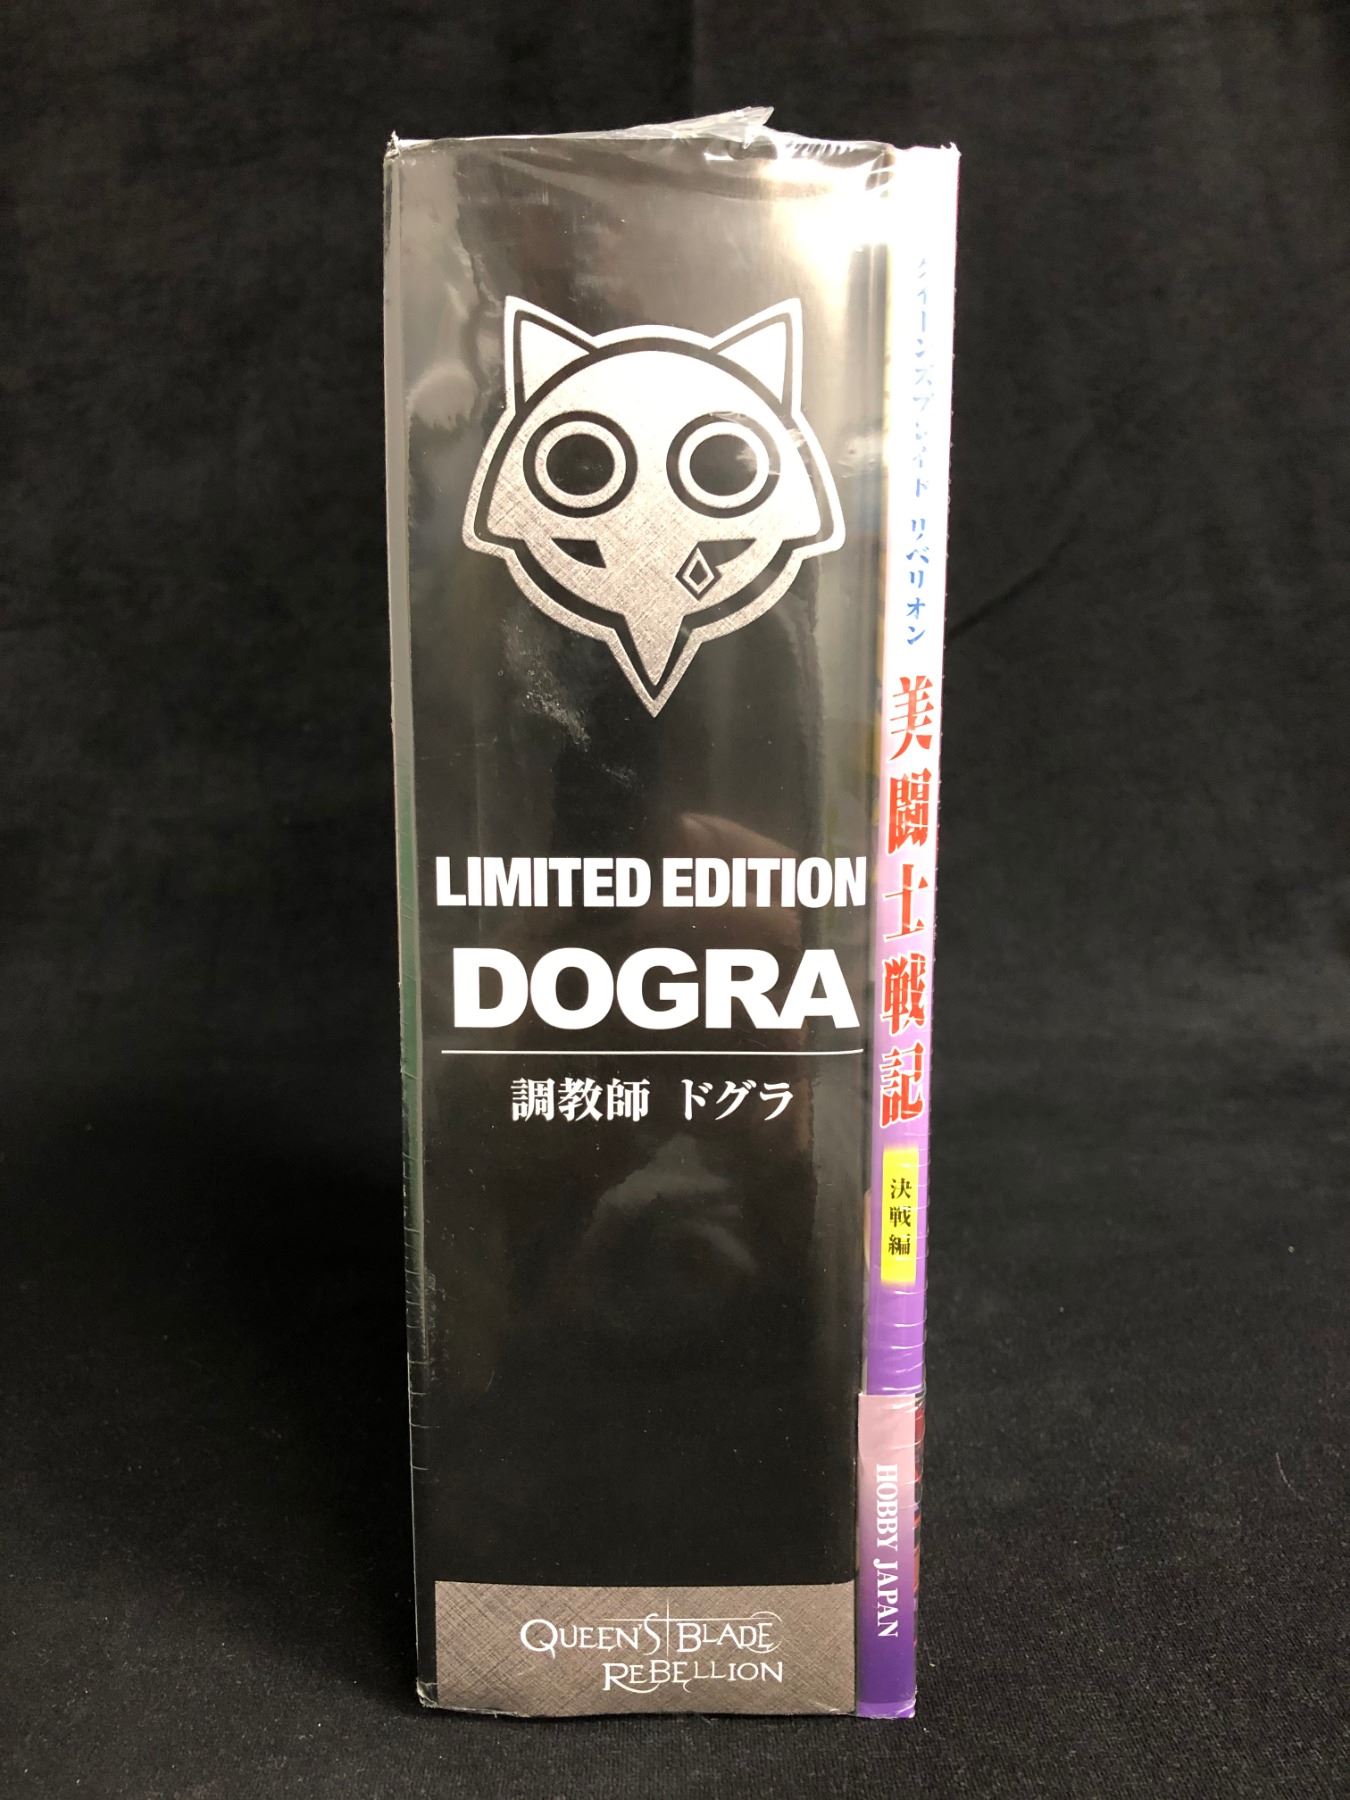 LIMITED EDITION
DOGRA
調教師 ドグラ
QUEEN'S BLADE
REBELLION
クイーンズブレイド リベリオン
美闘士戦記
決戦編
HOBBY JAPAN